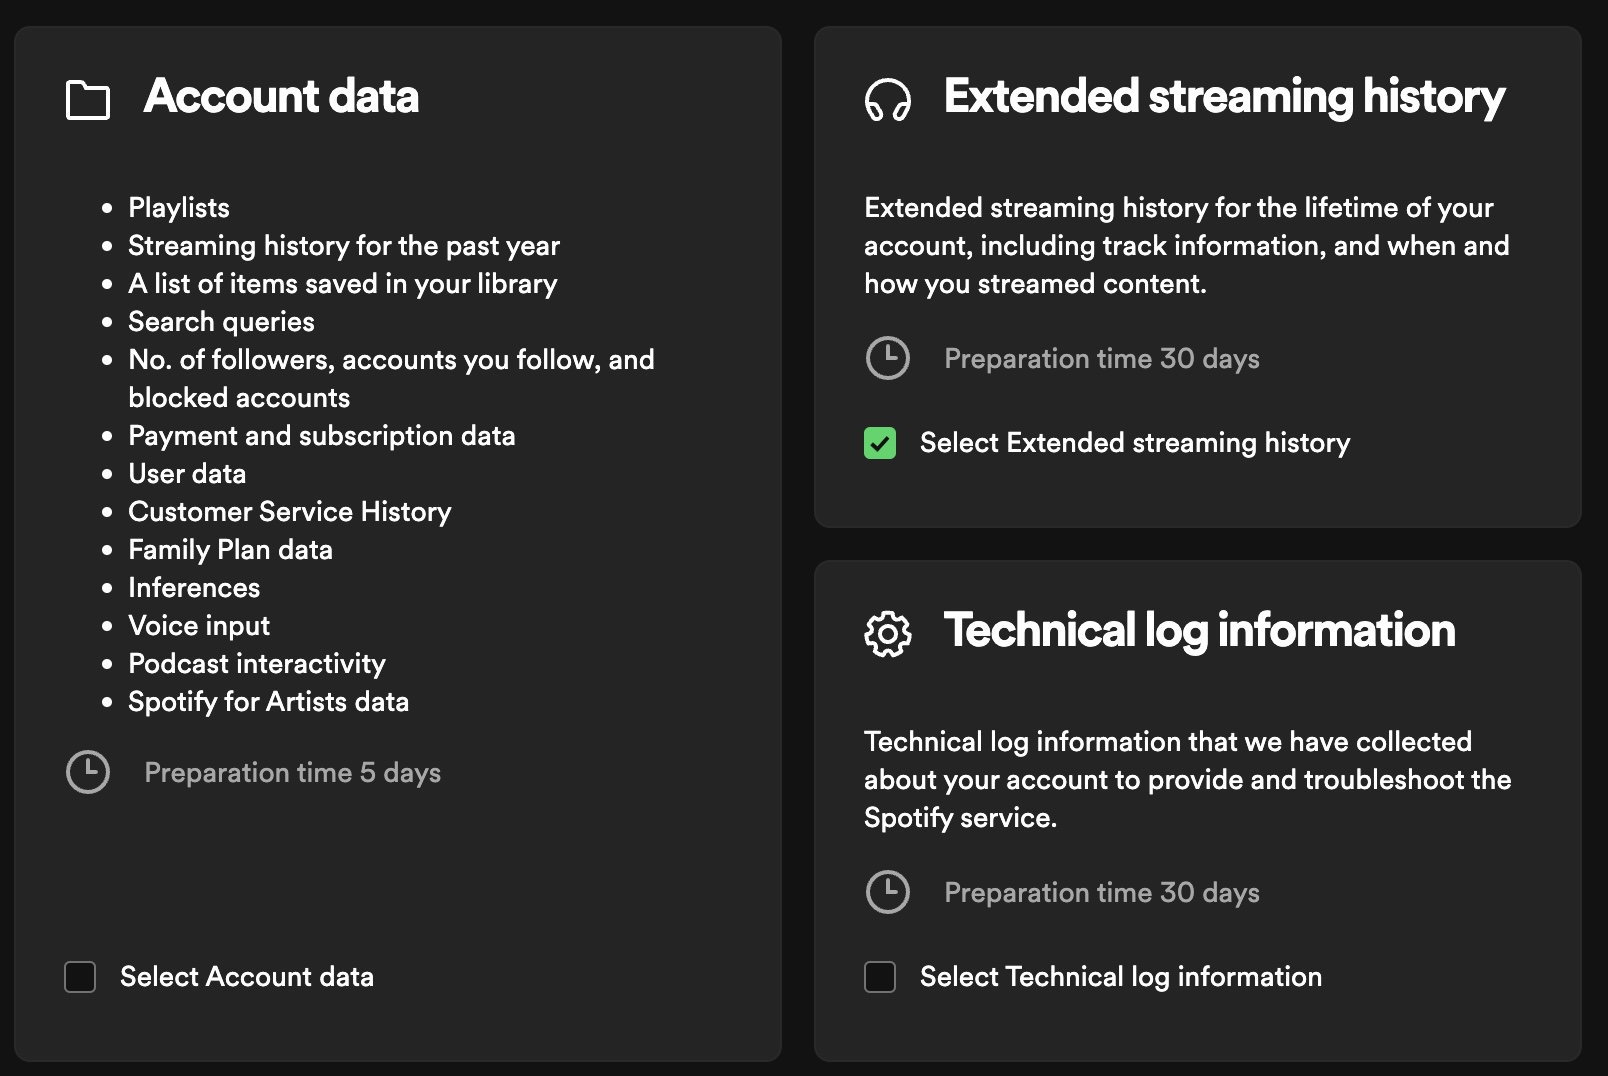 Account data
Playlists
Streaming history for the past year
A list of items saved in your library
Search queries
No. of followers, accounts you follow, and
blocked accounts
Payment and subscription data
User data
Customer Service History
Family Plan data
Inferences
Voice input
Podcast interactivity
Spotify for Artists data
Preparation time 5 days
Select Account data
Extended streaming history
Extended streaming history for the lifetime of your
account, including track information, and when and
how you streamed content.
Preparation time 30 days
Select Extended streaming history
Technical log information
Technical log information that we have collected
about your account to provide and troubleshoot the
Spotify service.
Preparation time 30 days
Select Technical log information